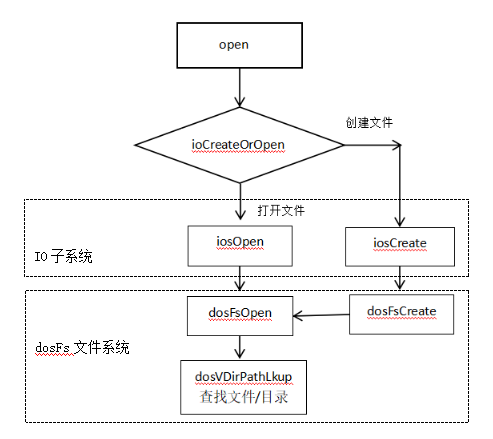 open
创建文件
ioCreateOrOpen
打开文件
iosOpen
iosCreate
IO 子系统
dosFsOpen
dosFsCreate
dosFs 文件系统
dosVDirPathLkup
查找文件/目录